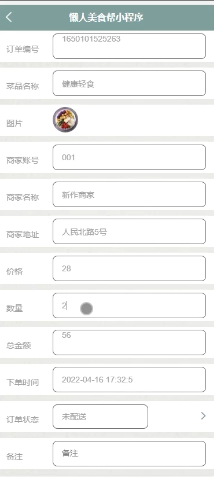 懒人美食帮小程序
订单编号 1650101525263
菜品名称 健康轻食
图片
商家账号 001
商家名称 新作商家
商家地址 人民北路5号
价格 28
数量 2
总金额 56
下单时间 2022-04-16 17:32:5
订单状态 未配送
备注 备注